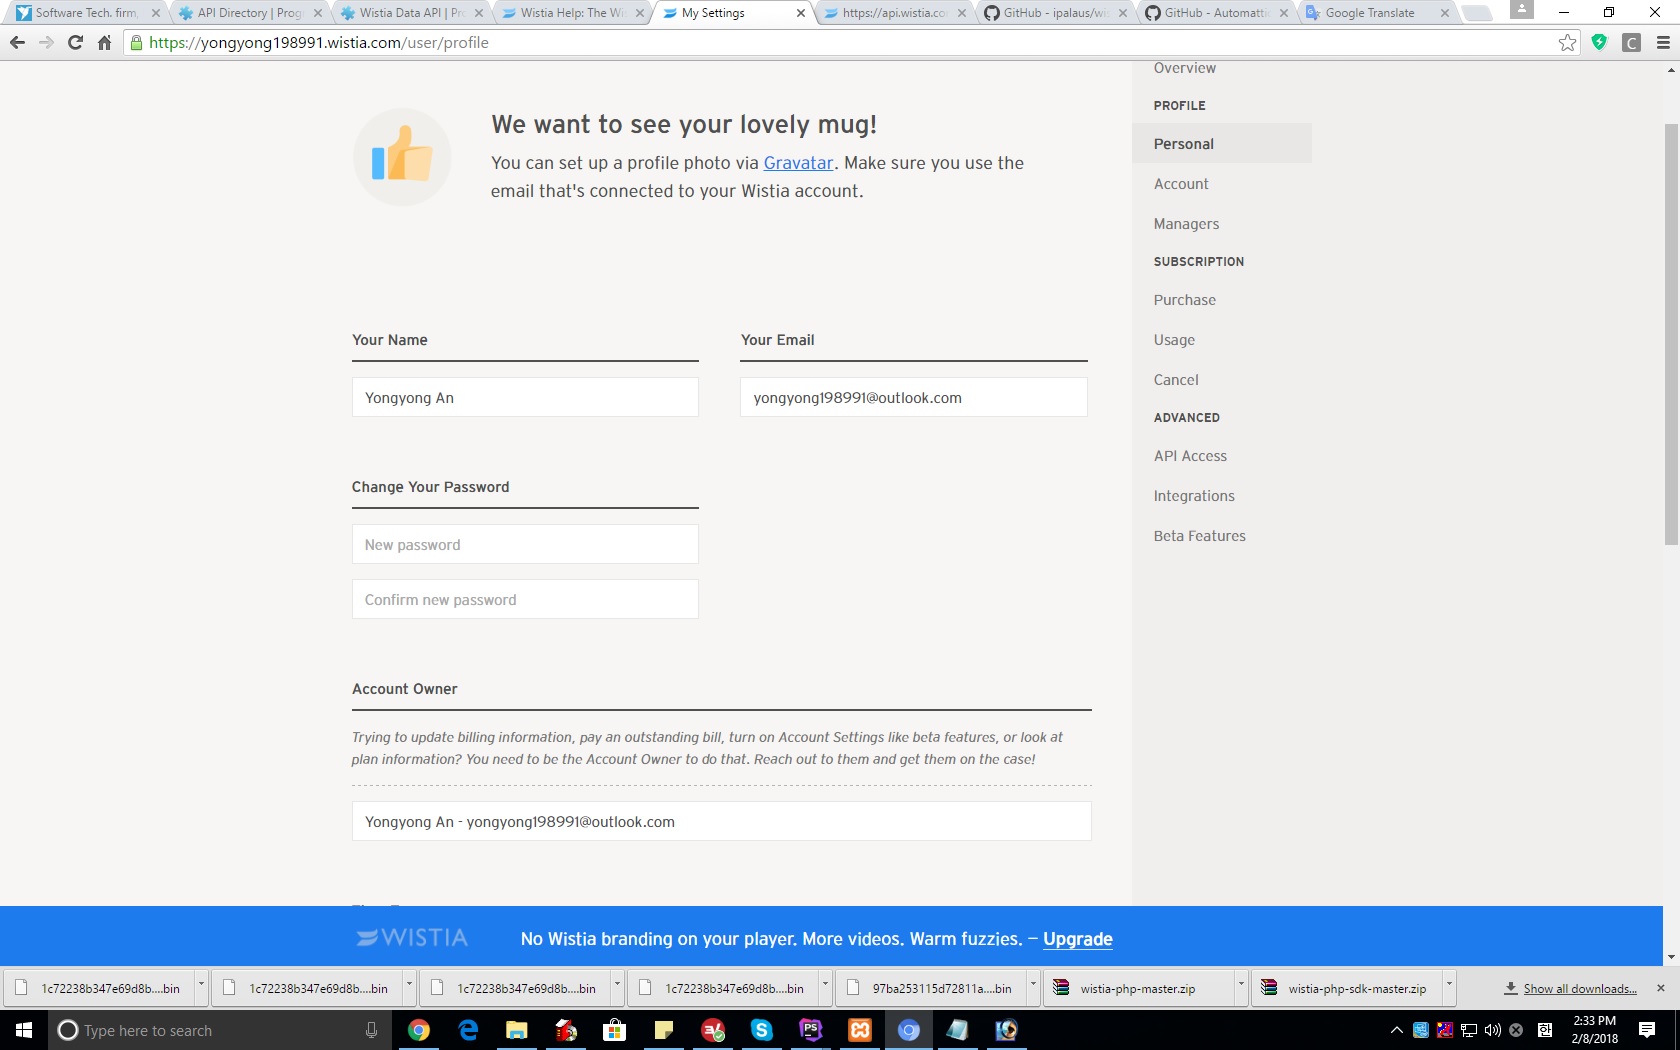 Software Tech. firm,
API Directory | Prog
Wistia Data API | Pr
Wistia Help: The Wi
My Settings
https://api.wistia.co
GitHub - ipalaus/wis
GitHub - Automattic
Google Translate
https://yongyong198991.wistia.com/user/profile
We want to see your lovely mug!
You can set up a profile photo via Gravatar. Make sure you use the
email that's connected to your Wistia account.
Your Name
Your Email
Yongyong An
yongyong198991@outlook.com
Change Your Password
New password
Confirm new password
Account Owner
Trying to update billing information, pay an outstanding bill, turn on Account Settings like beta features, or look at
plan information? You need to be the Account Owner to do that. Reach out to them and get them on the case!
Yongyong An - yongyong198991@outlook.com
Overview
PROFILE
Personal
Account
Managers
SUBSCRIPTION
Purchase
Usage
Cancel
ADVANCED
API Access
Integrations
Beta Features
WISTIA
No Wistia branding on your player. More videos. Warm fuzzies. – Upgrade
1c72238b347e69d8b....bin
1c72238b347e69d8b....bin
1c72238b347e69d8b....bin
1c72238b347e69d8b....bin
97ba253115d72811a....bin
wistia-php-master.zip
wistia-php-sdk-master.zip
Show all downloads...
Type here to search
2:33 PM
2/8/2018